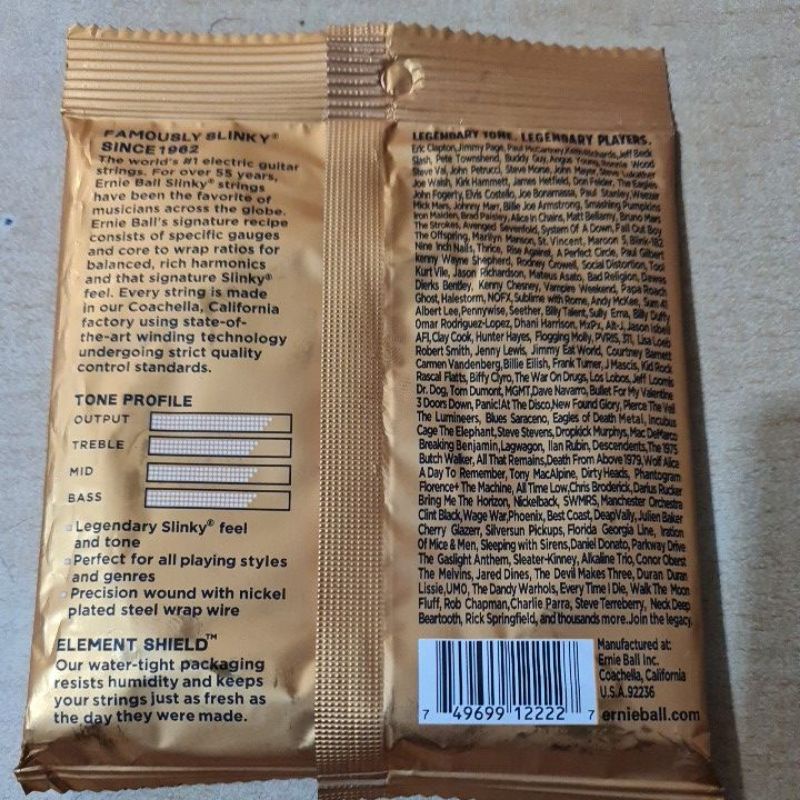 FAMOUSLY SLINKY®
SINCE 1962
The world's #1 electric guitar
strings. For over 55 years,
Ernie Ball Slinky® strings
have been the favorite of
musicians across the globe.
Ernie Ball's signature recipe
consists of specific gauges
and core to wrap ratios for
balanced, rich harmonics
and that signature Slinky®
feel. Every string is made
in our Coachella, California
factory using state-of-
the-art winding technology
undergoing strict quality
control standards.
TONE PROFILE
OUTPUT
TREBLE
MID
BASS
Legendary Slinky® feel
and tone
Perfect for all playing styles
and genres
Precision wound with nickel
plated steel wrap wire
ELEMENT SHIELD™
Our water-tight packaging
resists humidity and keeps
your strings just as fresh as
the day they were made.
LEGENDARY TONE. LEGENDARY PLAYERS.
Eric Clapton, Jimmy Page, Paul McCartney, Keith Richards, Jeff Beck
Slash, Pete Townshend, Buddy Guy, Angus Young, Ronnie Wood
Steve Vai, John Petrucci, Steve Morse, John Mayer, Steve Lukather
Joe Walsh, Kirk Hammett, James Hetfield, Don Felder, The Eagles
John Fogerty, Elvis Costello, Joe Bonamassa, Paul Stanley, Weezer
Mick Mars, Johnny Marr, Billie Joe Armstrong, Smashing Pumpkins
Iron Maiden, Brad Paisley, Alice in Chains, Matt Bellamy, Bruno Mars
The Strokes, Avenged Sevenfold, System Of A Down, Fall Out Boy
The Offspring, Marilyn Manson, St. Vincent, Maroon 5, Blink-182
Nine Inch Nails, Thrice, Rise Against, A Perfect Circle, Paul Gilbert
Kenny Wayne Shepherd, Rodney Crowell, Social Distortion, Tool
Kurt Vile, Jason Richardson, Mateus Asato, Bad Religion, Dawes
Dierks Bentley, Kenny Chesney, Vampire Weekend, Papa Roach
Ghost, Halestorm, NOFX, Sublime with Rome, Andy McKee, Sum 41
Albert Lee, Pennywise, Seether, Billy Talent, Sully Erna, Billy Duffy
Omar Rodriguez-Lopez, Dhani Harrison, MxPx, Alt-J, Jason Isbell
AFI, Clay Cook, Hunter Hayes, Flogging Molly, PVRIS, 311, Lisa Loeb
Robert Smith, Jenny Lewis, Jimmy Eat World, Courtney Barnett
Carmen Vandenberg, Billie Eilish, Frank Turner, J Mascis, Kid Rock
Rascal Flatts, Biffy Clyro, The War On Drugs, Los Lobos, Jeff Loomis
Dr. Dog, Tom Dumont, MGMT, Dave Navarro, Bullet For My Valentine
3 Doors Down, Panic! At The Disco, New Found Glory, Pierce The Veil
The Lumineers, Blues Saraceno, Eagles of Death Metal, Incubus
Cage The Elephant, Steve Stevens, Dropkick Murphys, Mac DeMarco
Breaking Benjamin, Lagwagon, Ilan Rubin, Descendents, The 1975
Butch Walker, All That Remains, Death From Above 1979, Wolf Alice
A Day To Remember, Tony MacAlpine, Dirty Heads, Phantogram
Florence+ The Machine, All Time Low, Chris Broderick, Darius Rucker
Bring Me The Horizon, Nickelback, SWMRS, Manchester Orchestra
Clint Black, Wage War, Phoenix, Best Coast, Deap Vally, Julien Baker
Cherry Glazerr, Silversun Pickups, Florida Georgia Line, Iration
Of Mice & Men, Sleeping with Sirens, Daniel Donato, Parkway Drive
The Gaslight Anthem, Sleater-Kinney, Alkaline Trio, Conor Oberst
The Melvins, Jared Dines, The Devil Makes Three, Duran Duran
Lissie, UMO, The Dandy Warhols, Every Time I Die, Walk The Moon
Fluff, Rob Chapman, Charlie Parra, Steve Terreberry, Neck Deep
Beartooth, Rick Springfield, and thousands more. Join the legacy.
7 49699 12222 7
Manufactured at:
Ernie Ball Inc.
Coachella, California
U.S.A. 92236
ernieball.com